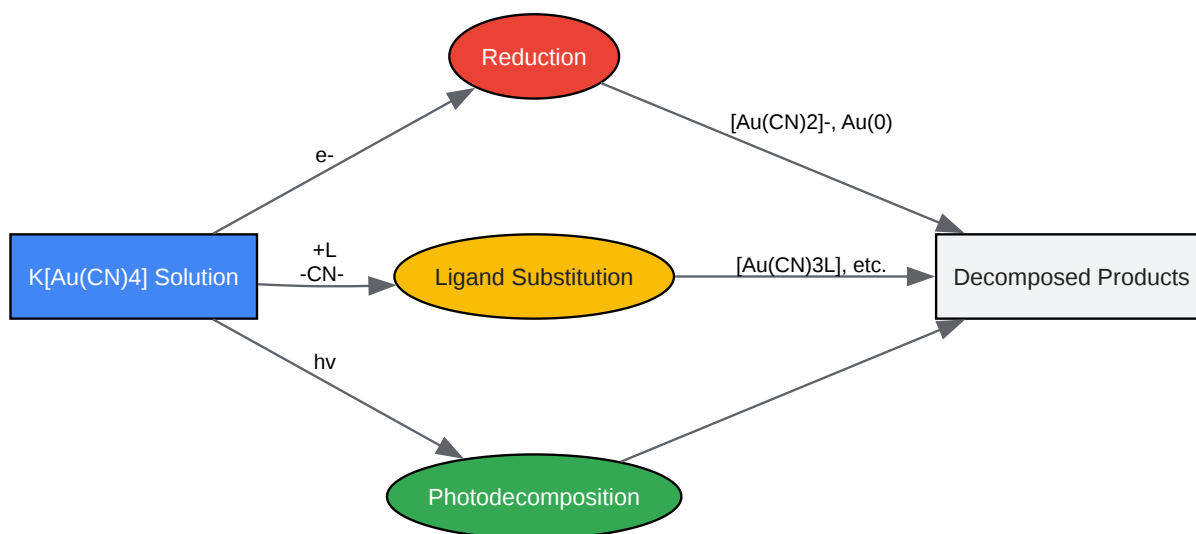 Reduction
[Au(CN)2]-, Au(0)
e-
+L
-CN-
K[Au(CN)4] Solution
Ligand Substitution
[Au(CN)3L], etc.
Decomposed Products
hv
Photodecomposition